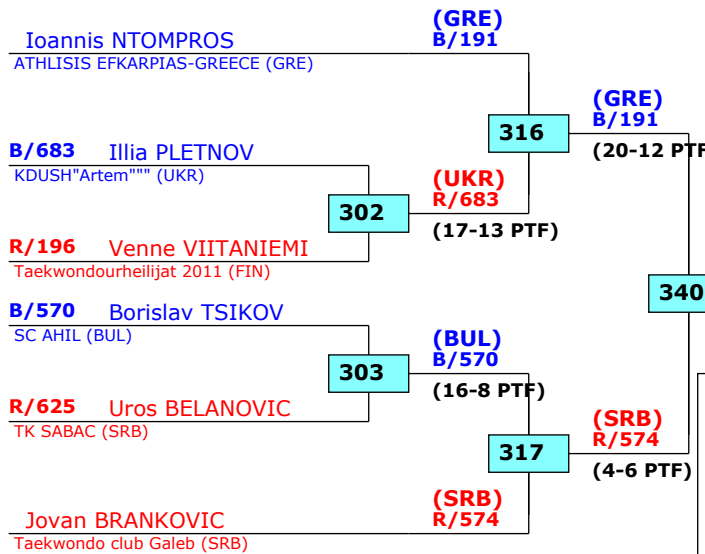 (GRE)
B/191
Ioannis NTOMPROS
ATHLISIS EFKARPIAS-GREECE (GRE)
316
(GRE)
B/191
(20-12 PTF
B/683 Illia PLETNOV
KDUSH"Artem""" (UKR)
302
(UKR)
R/683
(17-13 PTF)
R/196 Venne VIITANIEMI
Taekwondourheilijat 2011 (FIN)
340
B/570 Borislav TSIKOV
SC AHIL (BUL)
303
(BUL)
B/570
(16-8 PTF)
R/625 Uros BELANOVIC
TK SABAC (SRB)
317
(SRB)
R/574
(4-6 PTF)
(SRB)
R/574
Jovan BRANKOVIC
Taekwondo club Galeb (SRB)